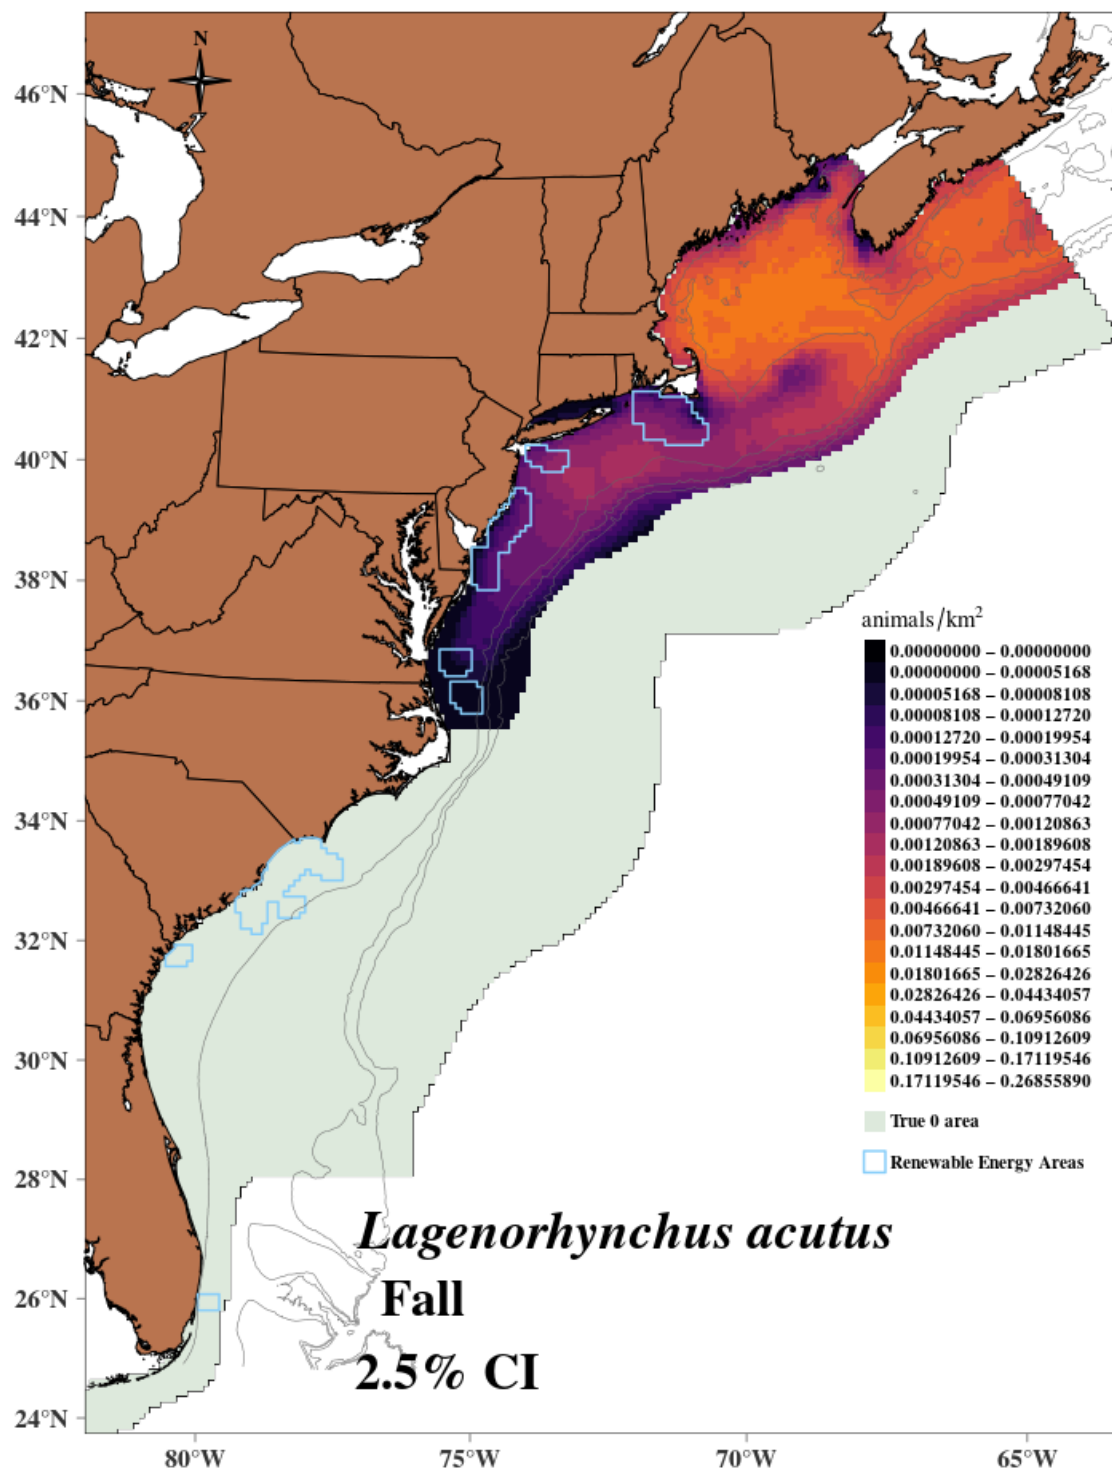 N
46°N
44°N
42°N
40°N
38°N
36°N
34°N
32°N
30°N
28°N
26°N
24°N
80°W
75°W
70°W
65°W
animals/km²
0.00000000 – 0.00000000
0.00000000 – 0.00005168
0.00005168 – 0.00008108
0.00008108 – 0.00012720
0.00012720 – 0.00019954
0.00019954 – 0.00031304
0.00031304 – 0.00049109
0.00049109 – 0.00077042
0.00077042 – 0.00120863
0.00120863 – 0.00189608
0.00189608 – 0.00297454
0.00297454 – 0.00466641
0.00466641 – 0.00732060
0.00732060 – 0.01148445
0.01148445 – 0.01801665
0.01801665 – 0.02826426
0.02826426 – 0.04434057
0.04434057 – 0.06956086
0.06956086 – 0.10912609
0.10912609 – 0.17119546
0.17119546 – 0.26855890
True 0 area
Renewable Energy Areas
Lagenorhynchus acutus
Fall
2.5% CI